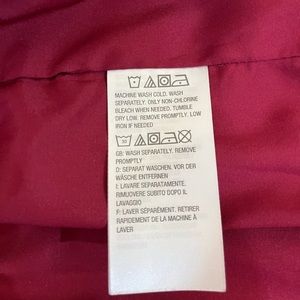 MACHINE WASH COLD. WASH
SEPARATELY. ONLY NON-CHLORINE
BLEACH WHEN NEEDED. TUMBLE
DRY LOW. REMOVE PROMPTLY. LOW
IRON IF NEEDED
30
GB: WASH SEPARATELY. REMOVE
PROMPTLY
D: SEPARAT WASCHEN. VOR DER
WÄSCHE ENTFERNEN
I: LAVARE SEPARATAMENTE.
RIMUOVERE SUBITO DOPO IL
LAVAGGIO
F: LAVER SÉPARÉMENT. RETIRER
RAPIDEMENT DE LA MACHINE À
LAVER